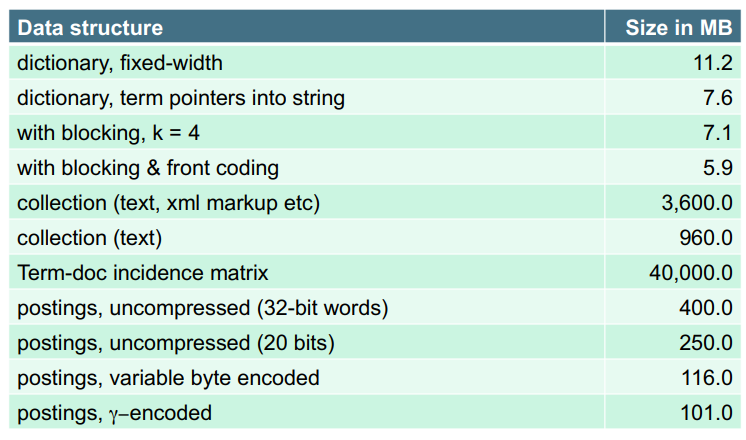 Data structure Size in MB
dictionary, fixed-width 11.2
dictionary, term pointers into string 7.6
with blocking, k = 4 7.1
with blocking & front coding 5.9
collection (text, xml markup etc) 3,600.0
collection (text) 960.0
Term-doc incidence matrix 40,000.0
postings, uncompressed (32-bit words) 400.0
postings, uncompressed (20 bits) 250.0
postings, variable byte encoded 116.0
postings, γ−encoded 101.0